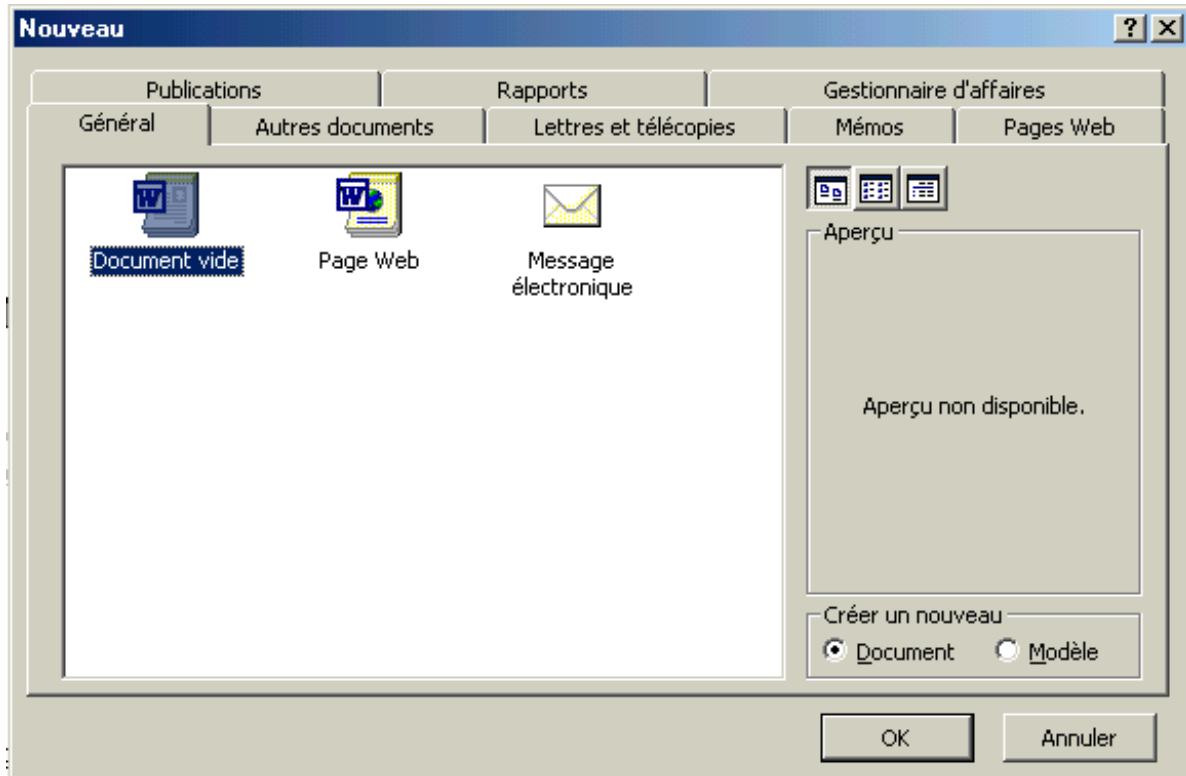 Nouveau
Publications Rapports Gestionnaire d'affaires
Général Autres documents Lettres et télécopies Mémos Pages Web
Document vide Page Web Message
électronique
Aperçu
Aperçu non disponible.
Créer un nouveau
Document Modèle
OK Annuler